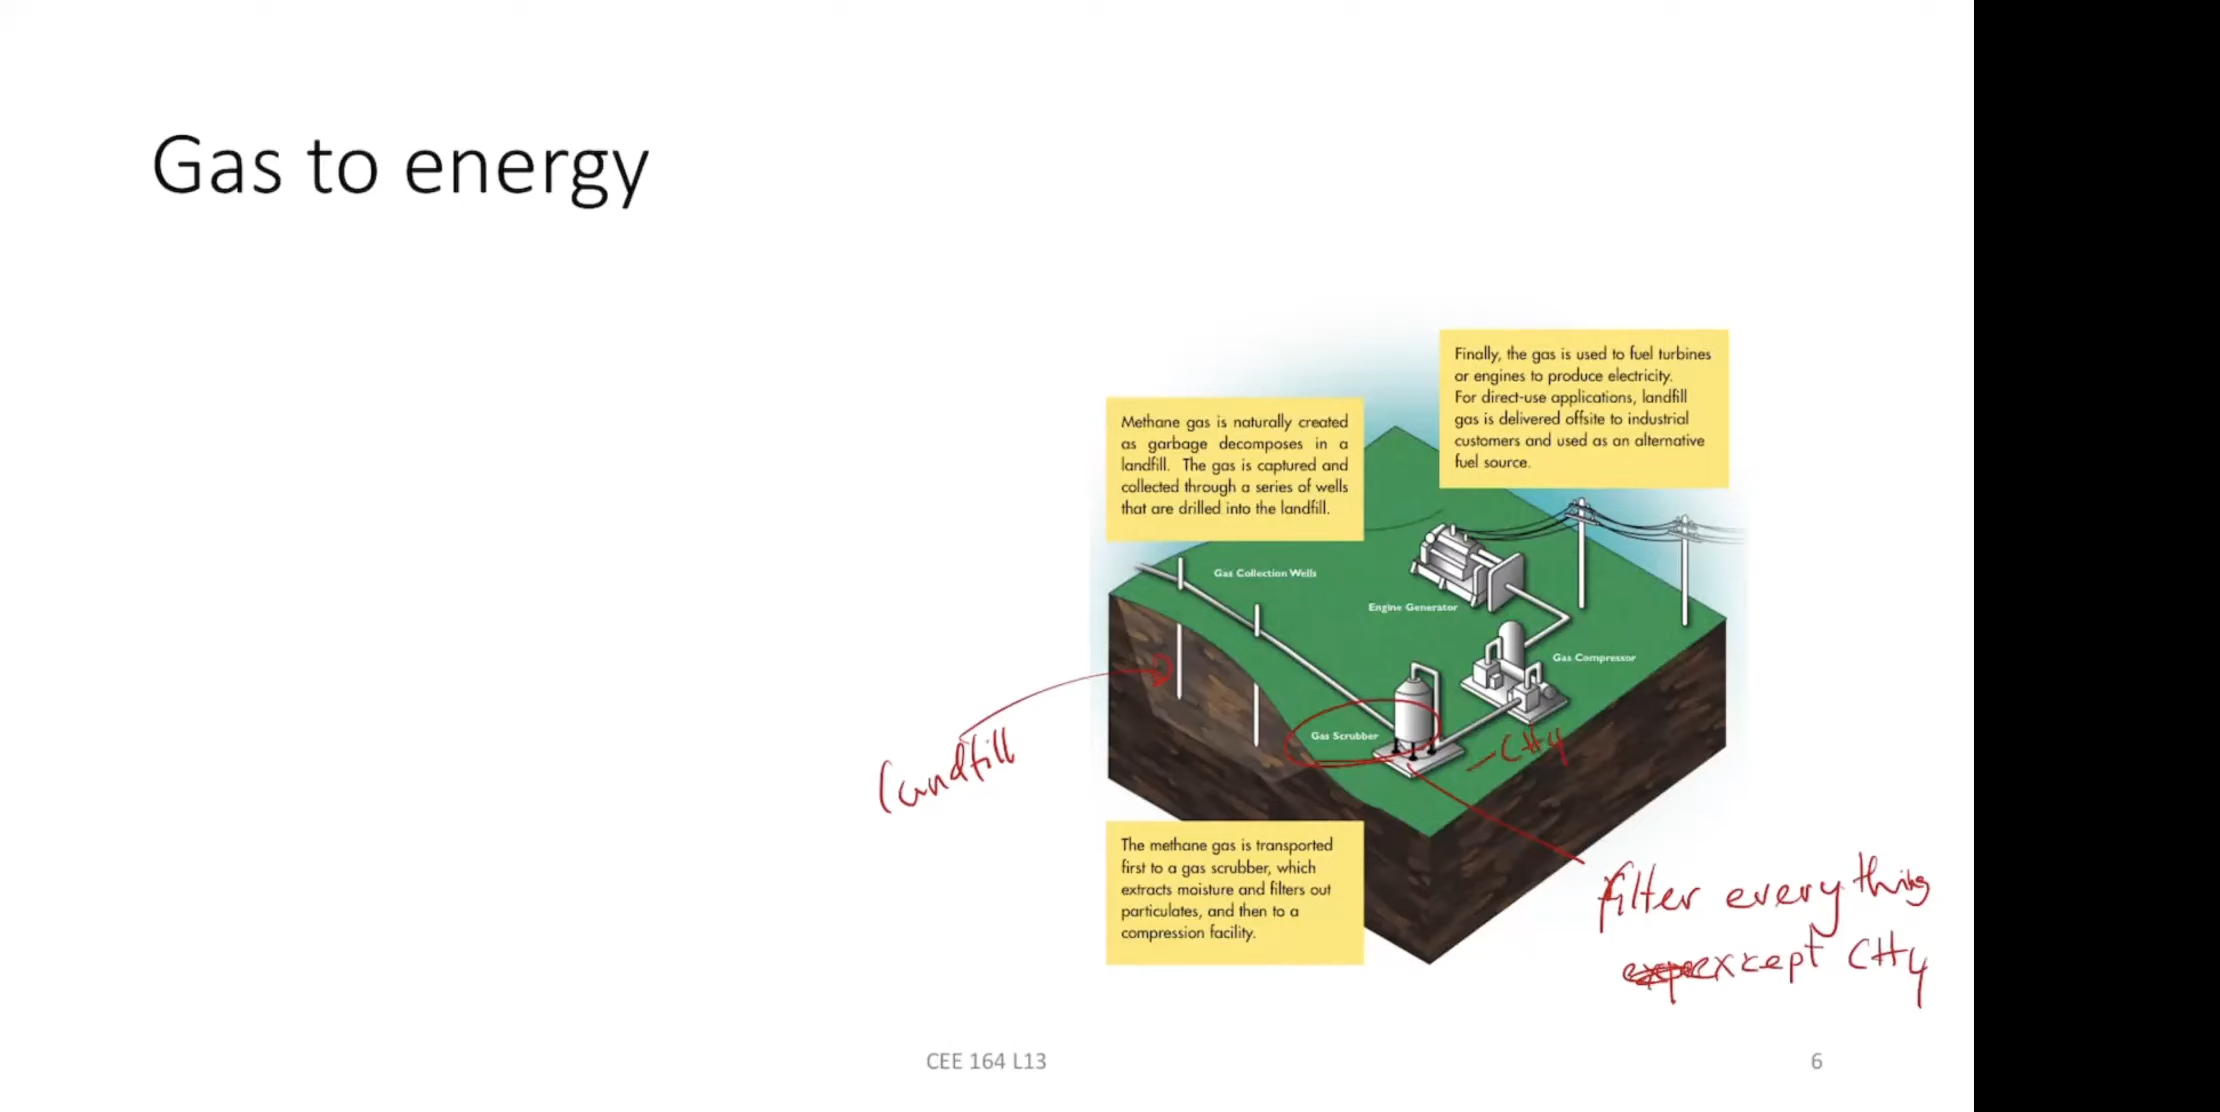 Gas to energy
Finally, the gas is used to fuel turbines
or engines to produce electricity.
For direct-use applications, landfill
gas is delivered offsite to industrial
customers and used as an alternative
fuel source.
Methane gas is naturally created
as garbage decomposes in a
landfill. The gas is captured and
collected through a series of wells
that are drilled into the landfill.
Gas Collection Wells
Engine Generator
Gas Compressor
Gas Scrubber
CH4
landfill
The methane gas is transported
first to a gas scrubber, which
extracts moisture and filters out
particulates, and then to a
compression facility.
filter everything
except CH4
CEE 164 L13
6